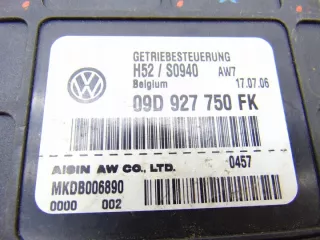 GETRIEBESTEUERUNG
H52 / S0940 AW7
Belgium 17.07.06
09D 927 750 FK
AISIN AW CO., LTD. 0457
MKDB006890
0000 002